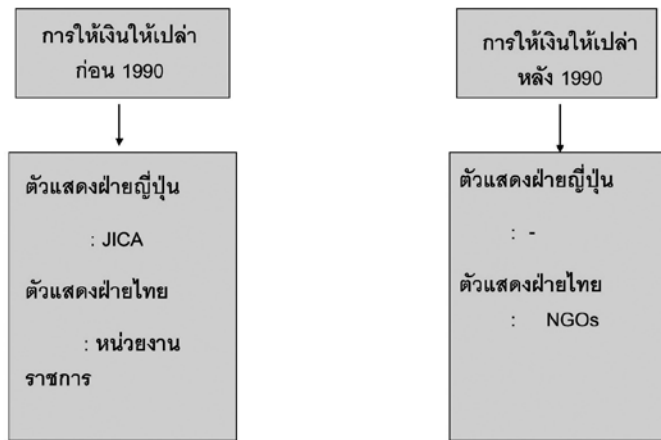 การให้เงินให้เปล่า
ก่อน 1990
ตัวแสดงฝ่ายญี่ปุ่น
: JICA
ตัวแสดงฝ่ายไทย
: หน่วยงาน
ราชการ
การให้เงินให้เปล่า
หลัง 1990
ตัวแสดงฝ่ายญี่ปุ่น
: -
ตัวแสดงฝ่ายไทย
: NGOs